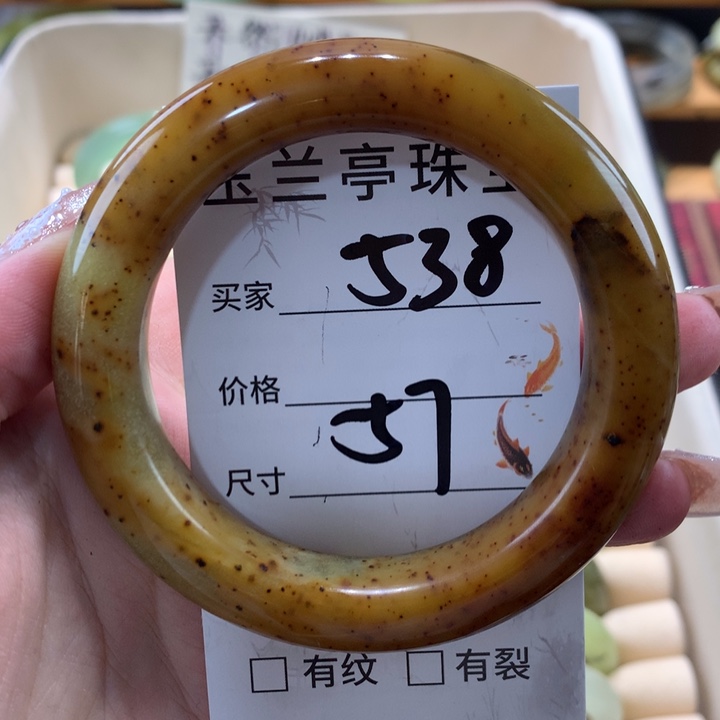 兰亭珠
买家 538
价格
尺寸 57
□ 有纹 □ 有裂